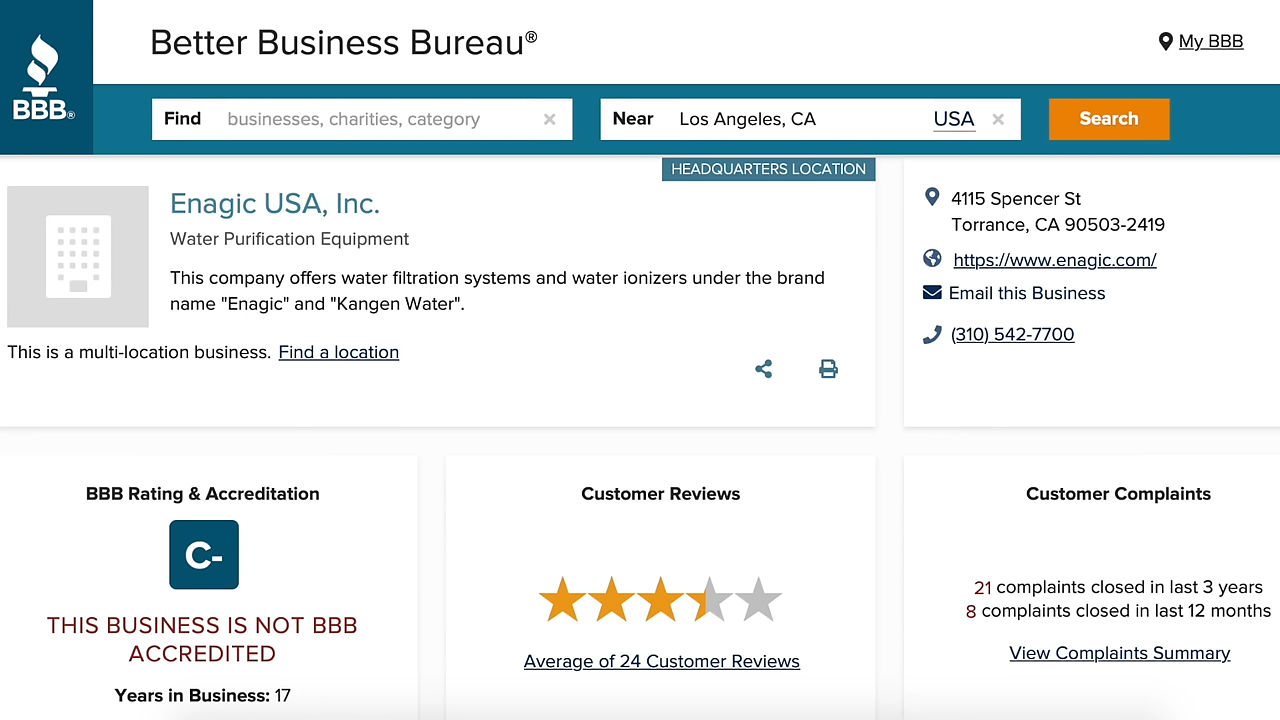 BBB®
Better Business Bureau®
My BBB
Find businesses, charities, category ×
Near Los Angeles, CA USA ×
Search
HEADQUARTERS LOCATION
Enagic USA, Inc.
Water Purification Equipment
This company offers water filtration systems and water ionizers under the brand
name "Enagic" and "Kangen Water".
This is a multi-location business. Find a location
4115 Spencer St
Torrance, CA 90503-2419
https://www.enagic.com/
Email this Business
(310) 542-7700
BBB Rating & Accreditation
C-
THIS BUSINESS IS NOT BBB
ACCREDITED
Years in Business: 17
Customer Reviews
Average of 24 Customer Reviews
Customer Complaints
21 complaints closed in last 3 years
8 complaints closed in last 12 months
View Complaints Summary